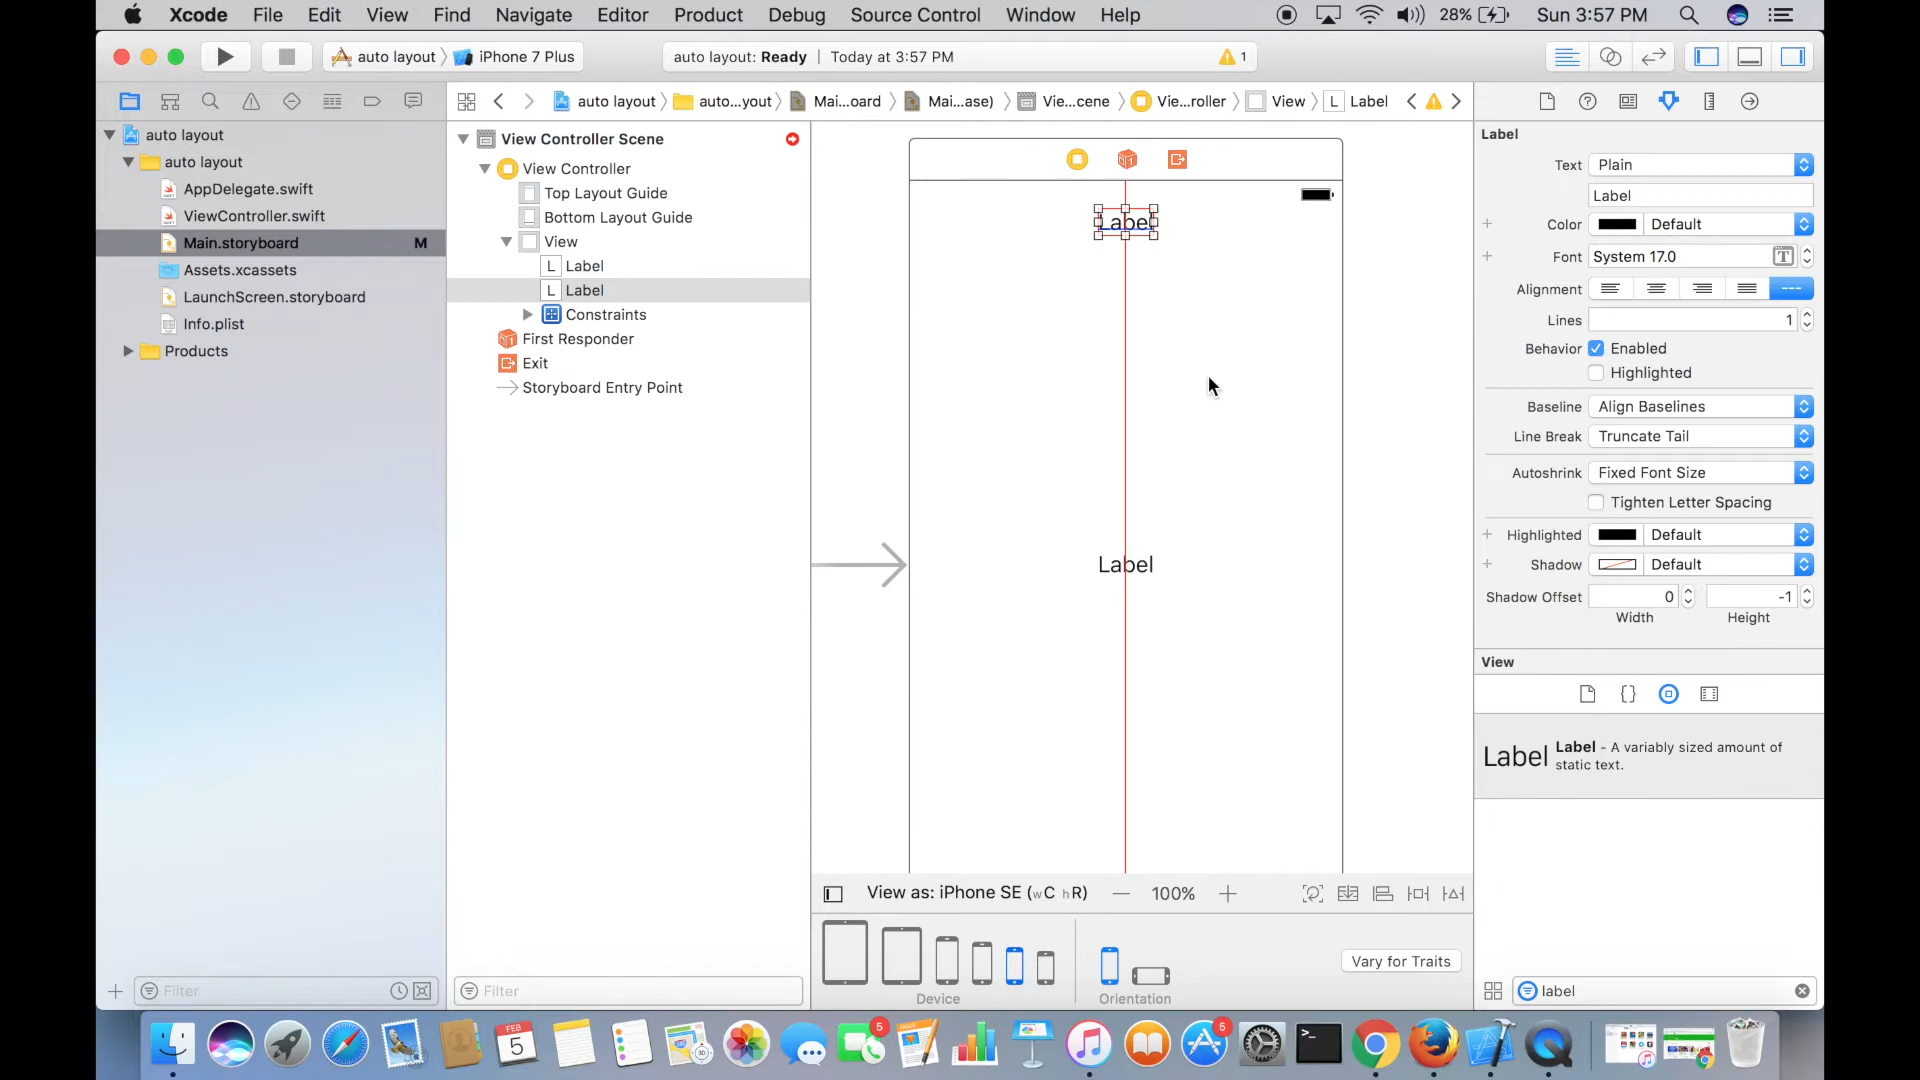 Xcode File Edit View Find Navigate Editor Product Debug Source Control Window Help 28% Sun 3:57 PM
auto layout iPhone 7 Plus auto layout: Ready Today at 3:57 PM 1
auto layout auto...yout Mai...oard Mai...ase) Vie...cene Vie...roller View L Label
auto layout
auto layout
AppDelegate.swift
ViewController.swift
Main.storyboard M
Assets.xcassets
LaunchScreen.storyboard
Info.plist
Products
View Controller Scene
View Controller
Top Layout Guide
Bottom Layout Guide
View
L Label
L Label
Constraints
First Responder
Exit
Storyboard Entry Point
Label
Label
Label
Text Plain
Label
Color Default
Font System 17.0 T
Alignment
Lines 1
Behavior Enabled
Highlighted
Baseline Align Baselines
Line Break Truncate Tail
Autoshrink Fixed Font Size
Tighten Letter Spacing
Highlighted Default
Shadow Default
Shadow Offset 0 -1
Width Height
View
Label Label - A variably sized amount of
static text.
View as: iPhone SE (wC hR) 100%
Device Orientation Vary for Traits
Filter
Filter
label
FEB
5
5
5